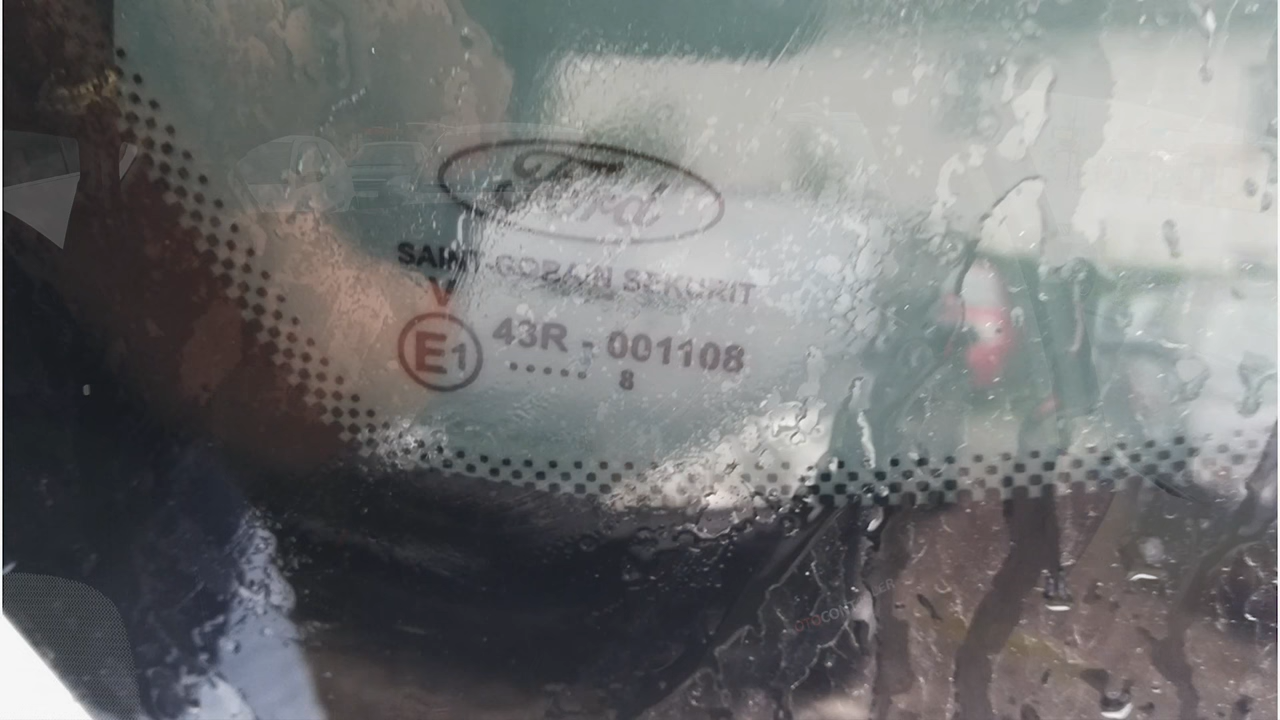 Ford
SAINT-GOBAIN SEKURIT
V
E1 43R - 001108
..... 8